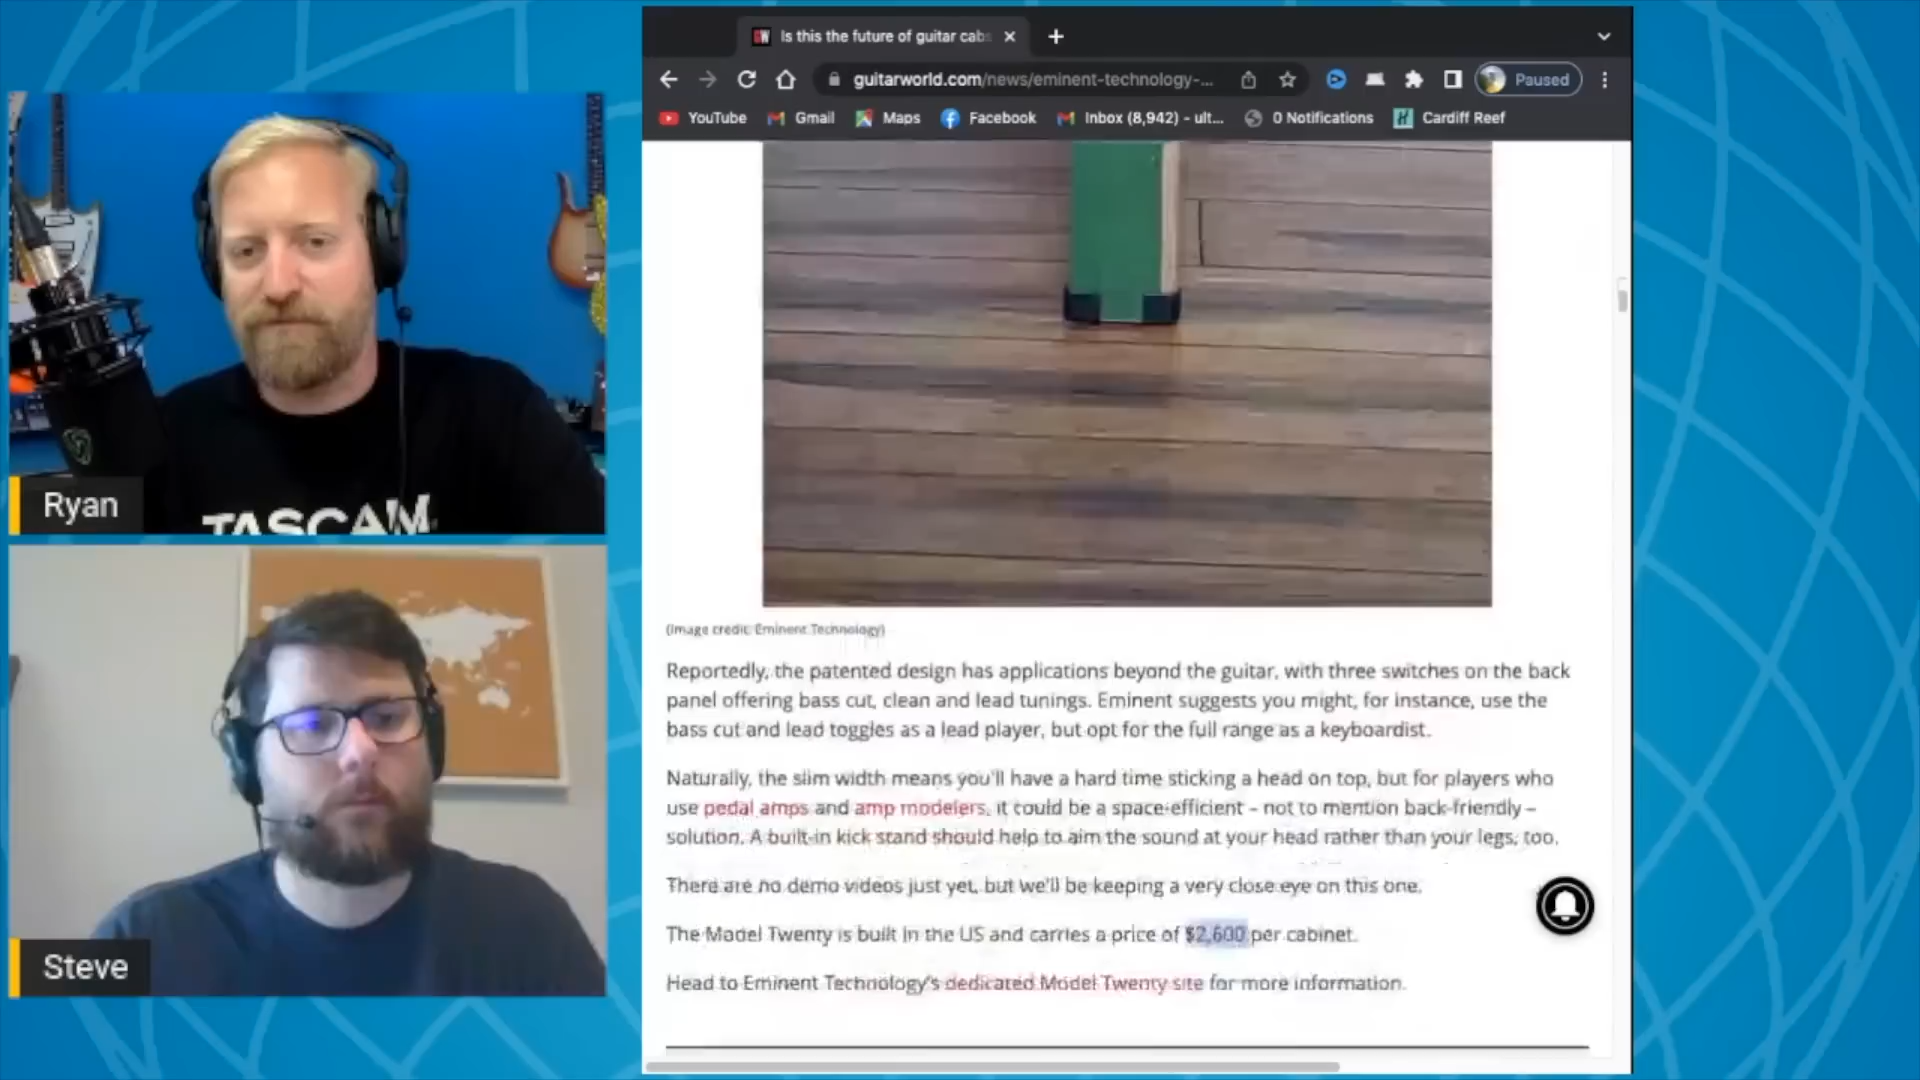 Is this the future of guitar cabs
guitarworld.com/news/eminent-technology-...
Paused
YouTube
Gmail
Maps
Facebook
Inbox (8,942) - ult...
0 Notifications
Cardiff Reef
TASCAM
Ryan
Steve
(Image credit: Eminent Technology)
Reportedly, the patented design has applications beyond the guitar, with three switches on the back
panel offering bass cut, clean and lead tunings. Eminent suggests you might, for instance, use the
bass cut and lead toggles as a lead player, but opt for the full range as a keyboardist.
Naturally, the slim width means you'll have a hard time sticking a head on top, but for players who
use pedal amps and amp modelers, it could be a space-efficient – not to mention back-friendly –
solution. A built-in kick stand should help to aim the sound at your head rather than your legs, too.
There are no demo videos just yet, but we'll be keeping a very close eye on this one.
The Model Twenty is built in the US and carries a price of $2,600 per cabinet.
Head to Eminent Technology's dedicated Model Twenty site for more information.